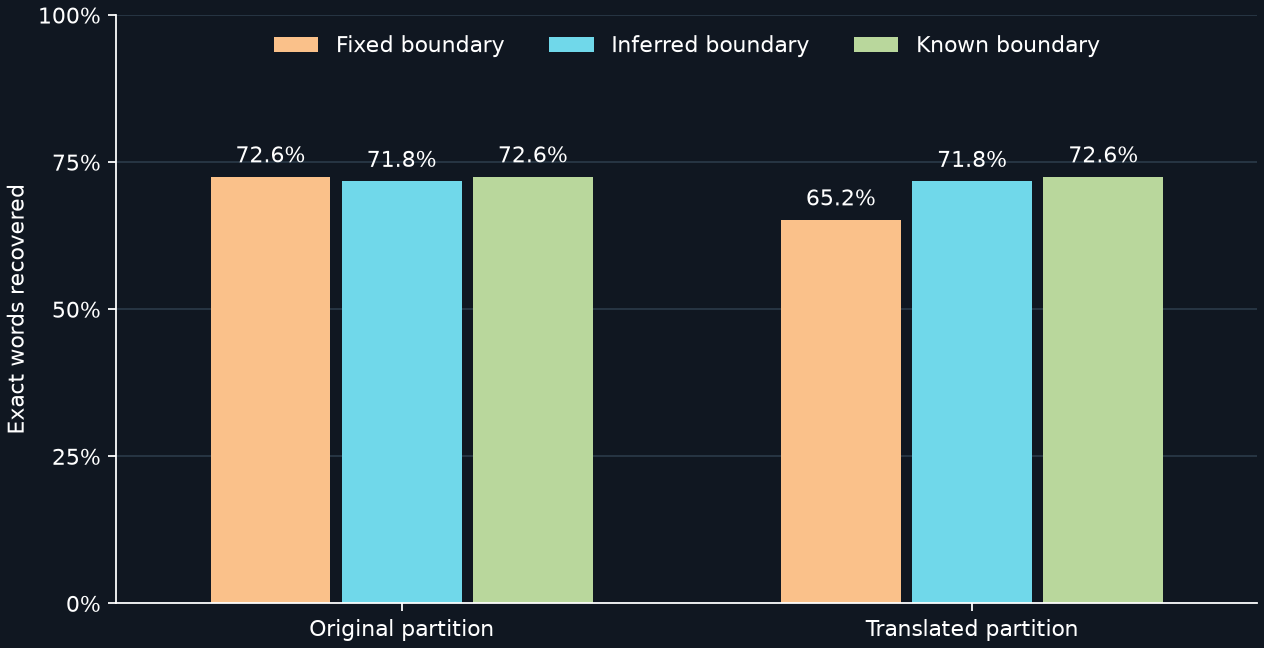 100%
Fixed boundary Inferred boundary Known boundary
72.6% 71.8% 72.6% 65.2% 71.8% 72.6%
75%
50%
25%
0%
Exact words recovered
Original partition Translated partition